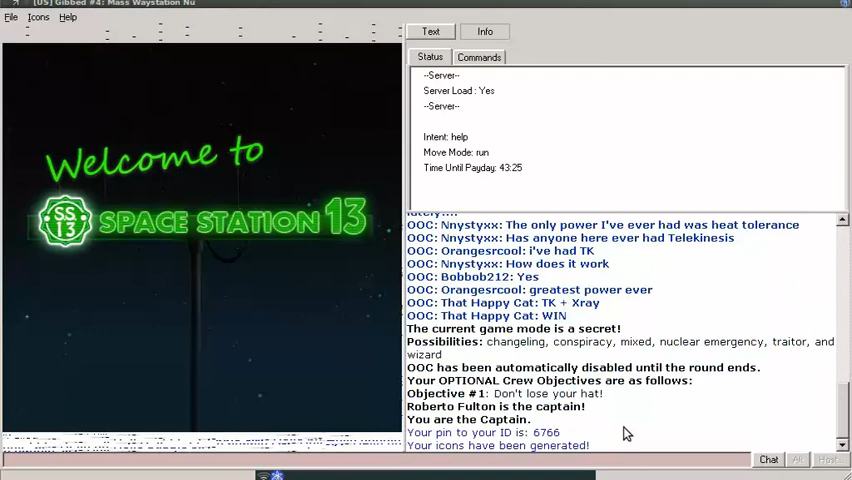 [US] Gibbed #4: Mass Waystation Nu
File Icons Help
Text Info
Status Commands
--Server--
Server Load : Yes
--Server--
Intent: help
Move Mode: run
Time Until Payday: 43:25
Welcome to
S.S. 13 SPACE STATION 13
lately....
OOC: Nnystyxx: The only power I've ever had was heat tolerance
OOC: Nnystyxx: Has anyone here ever had Telekinesis
OOC: Orangesrcool: i've had TK
OOC: Nnystyxx: How does it work
OOC: Bobbob212: Yes
OOC: Orangesrcool: greatest power ever
OOC: That Happy Cat: TK + Xray
OOC: That Happy Cat: WIN
The current game mode is a secret!
Possibilities: changeling, conspiracy, mixed, nuclear emergency, traitor, and
wizard
OOC has been automatically disabled until the round ends.
Your OPTIONAL Crew Objectives are as follows:
Objective #1: Don't lose your hat!
Roberto Fulton is the captain!
You are the Captain.
Your pin to your ID is: 6766
Your icons have been generated!
Chat Host